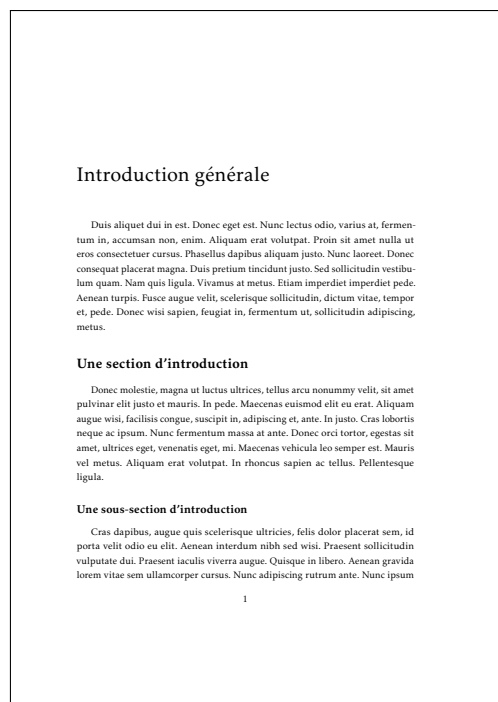 Introduction générale
Duis aliquet dui in est. Donec eget est. Nunc lectus odio, varius at, fermen-
tum in, accumsan non, enim. Aliquam erat volutpat. Proin sit amet nulla ut
eros consectetuer cursus. Phasellus dapibus aliquam justo. Nunc laoreet. Donec
consequat placerat magna. Duis pretium tincidunt justo. Sed sollicitudin vestibu-
lum quam. Nam quis ligula. Vivamus at metus. Etiam imperdiet imperdiet pede.
Aenean turpis. Fusce augue velit, scelerisque sollicitudin, dictum vitae, tempor
et, pede. Donec wisi sapien, feugiat in, fermentum ut, sollicitudin adipiscing,
metus.
Une section d’introduction
Donec molestie, magna ut luctus ultrices, tellus arcu nonummy velit, sit amet
pulvinar elit justo et mauris. In pede. Maecenas euismod elit eu erat. Aliquam
augue wisi, facilisis congue, suscipit in, adipiscing et, ante. In justo. Cras lobortis
neque ac ipsum. Nunc fermentum massa at ante. Donec orci tortor, egestas sit
amet, ultrices eget, venenatis eget, mi. Maecenas vehicula leo semper est. Mauris
vel metus. Aliquam erat volutpat. In rhoncus sapien ac tellus. Pellentesque
ligula.
Une sous-section d’introduction
Cras dapibus, augue quis scelerisque ultricies, felis dolor placerat sem, id
porta velit odio eu elit. Aenean interdum nibh sed wisi. Praesent sollicitudin
vulputate dui. Praesent iaculis viverra augue. Quisque in libero. Aenean gravida
lorem vitae sem ullamcorper cursus. Nunc adipiscing rutrum ante. Nunc ipsum
1